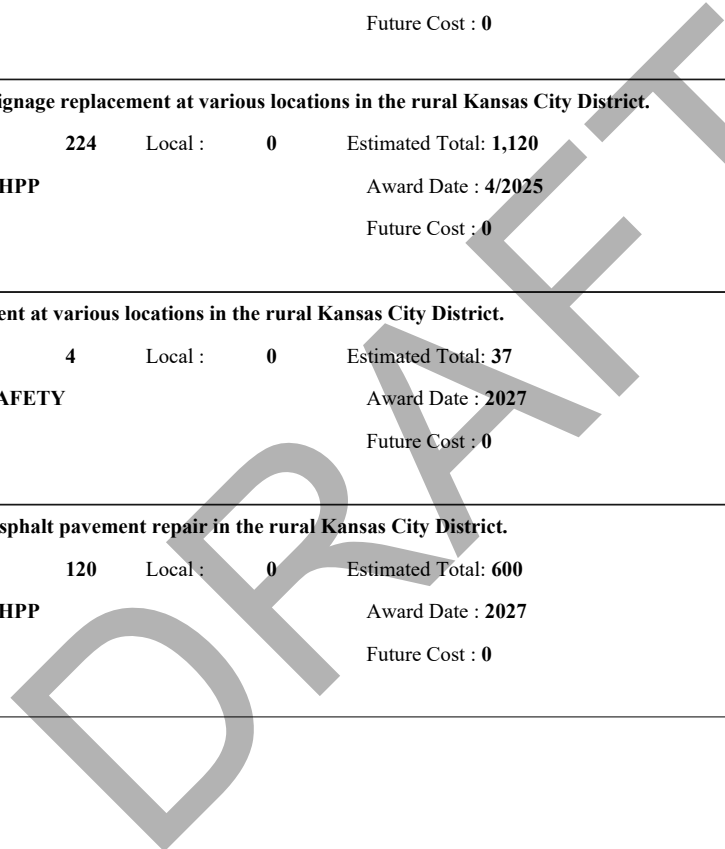 Future Cost : 0
ignage replacement at various locations in the rural Kansas City District.
224 Local : 0 Estimated Total: 1,120
HPP Award Date : 4/2025
Future Cost : 0
ent at various locations in the rural Kansas City District.
4 Local : 0 Estimated Total: 37
AFETY Award Date : 2027
Future Cost : 0
sphalt pavement repair in the rural Kansas City District.
120 Local : 0 Estimated Total: 600
HPP Award Date : 2027
Future Cost : 0
DRAFT